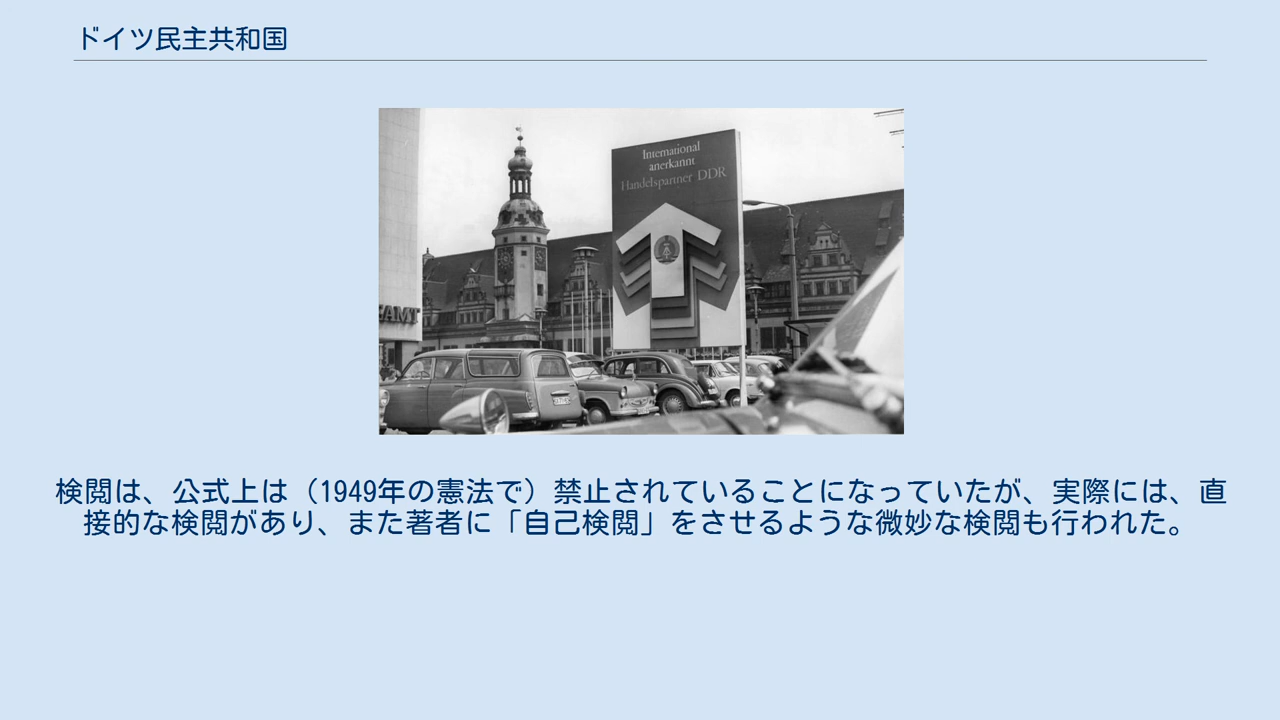 ドイツ民主共和国
International
anerkannt
Handelspartner DDR
AMT
検閲は、公式上は（1949年の憲法で）禁止されていることになっていたが、実際には、直
接的な検閲があり、また著者に「自己検閲」をさせるような微妙な検閲も行われた。